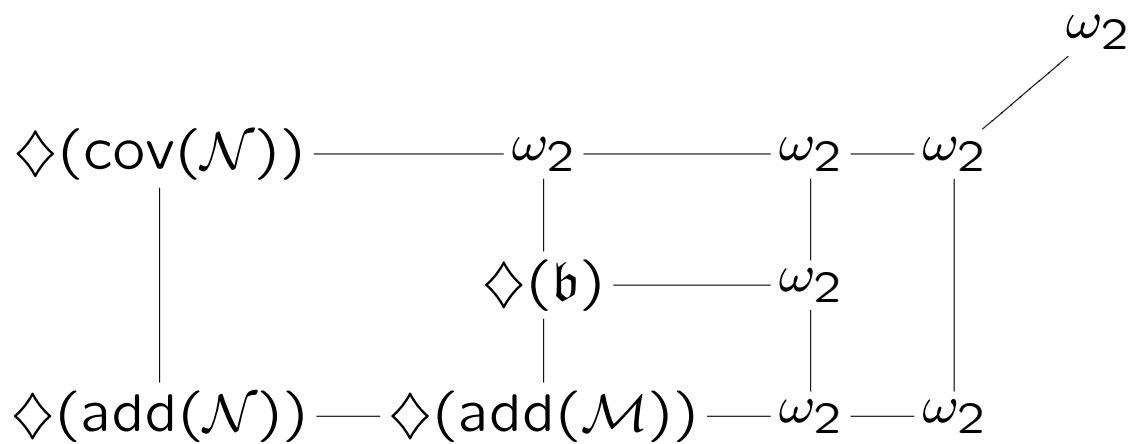 ω₂
♢(cov(𝒩)) ω₂ ω₂ ω₂
♢(𝔟) ω₂
♢(add(𝒩)) ♢(add(ℳ)) ω₂ ω₂